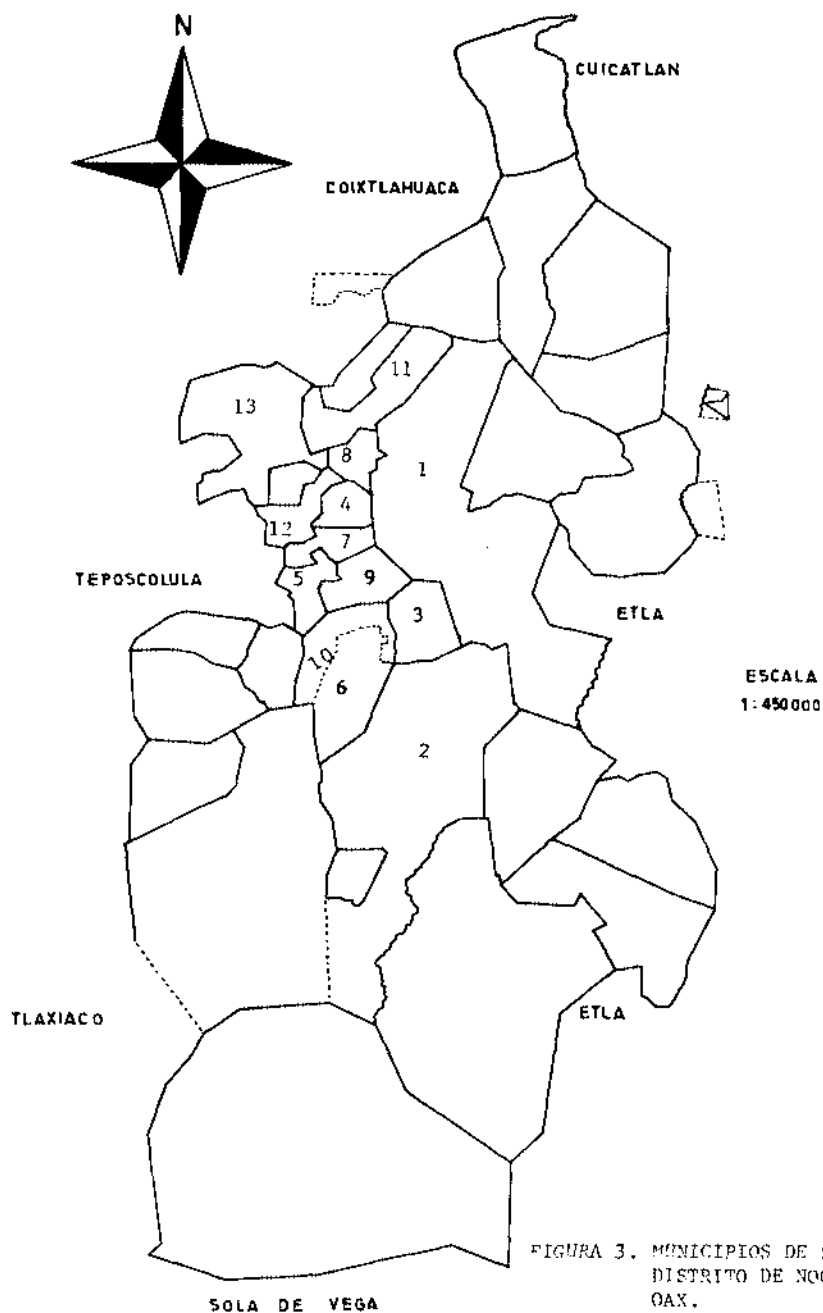 N
CUICATLAN
COIXTLAHUACA
11
13
8
1
4
12
7
TEPOSCOLULA
5
9
3
ETLA
10
6
ESCALA
1:450000
2
TLAXIACO
ETLA
FIGURA 3. MUNICIPIOS DE
DISTRITO DE
OAX.
SOLA DE VEGA